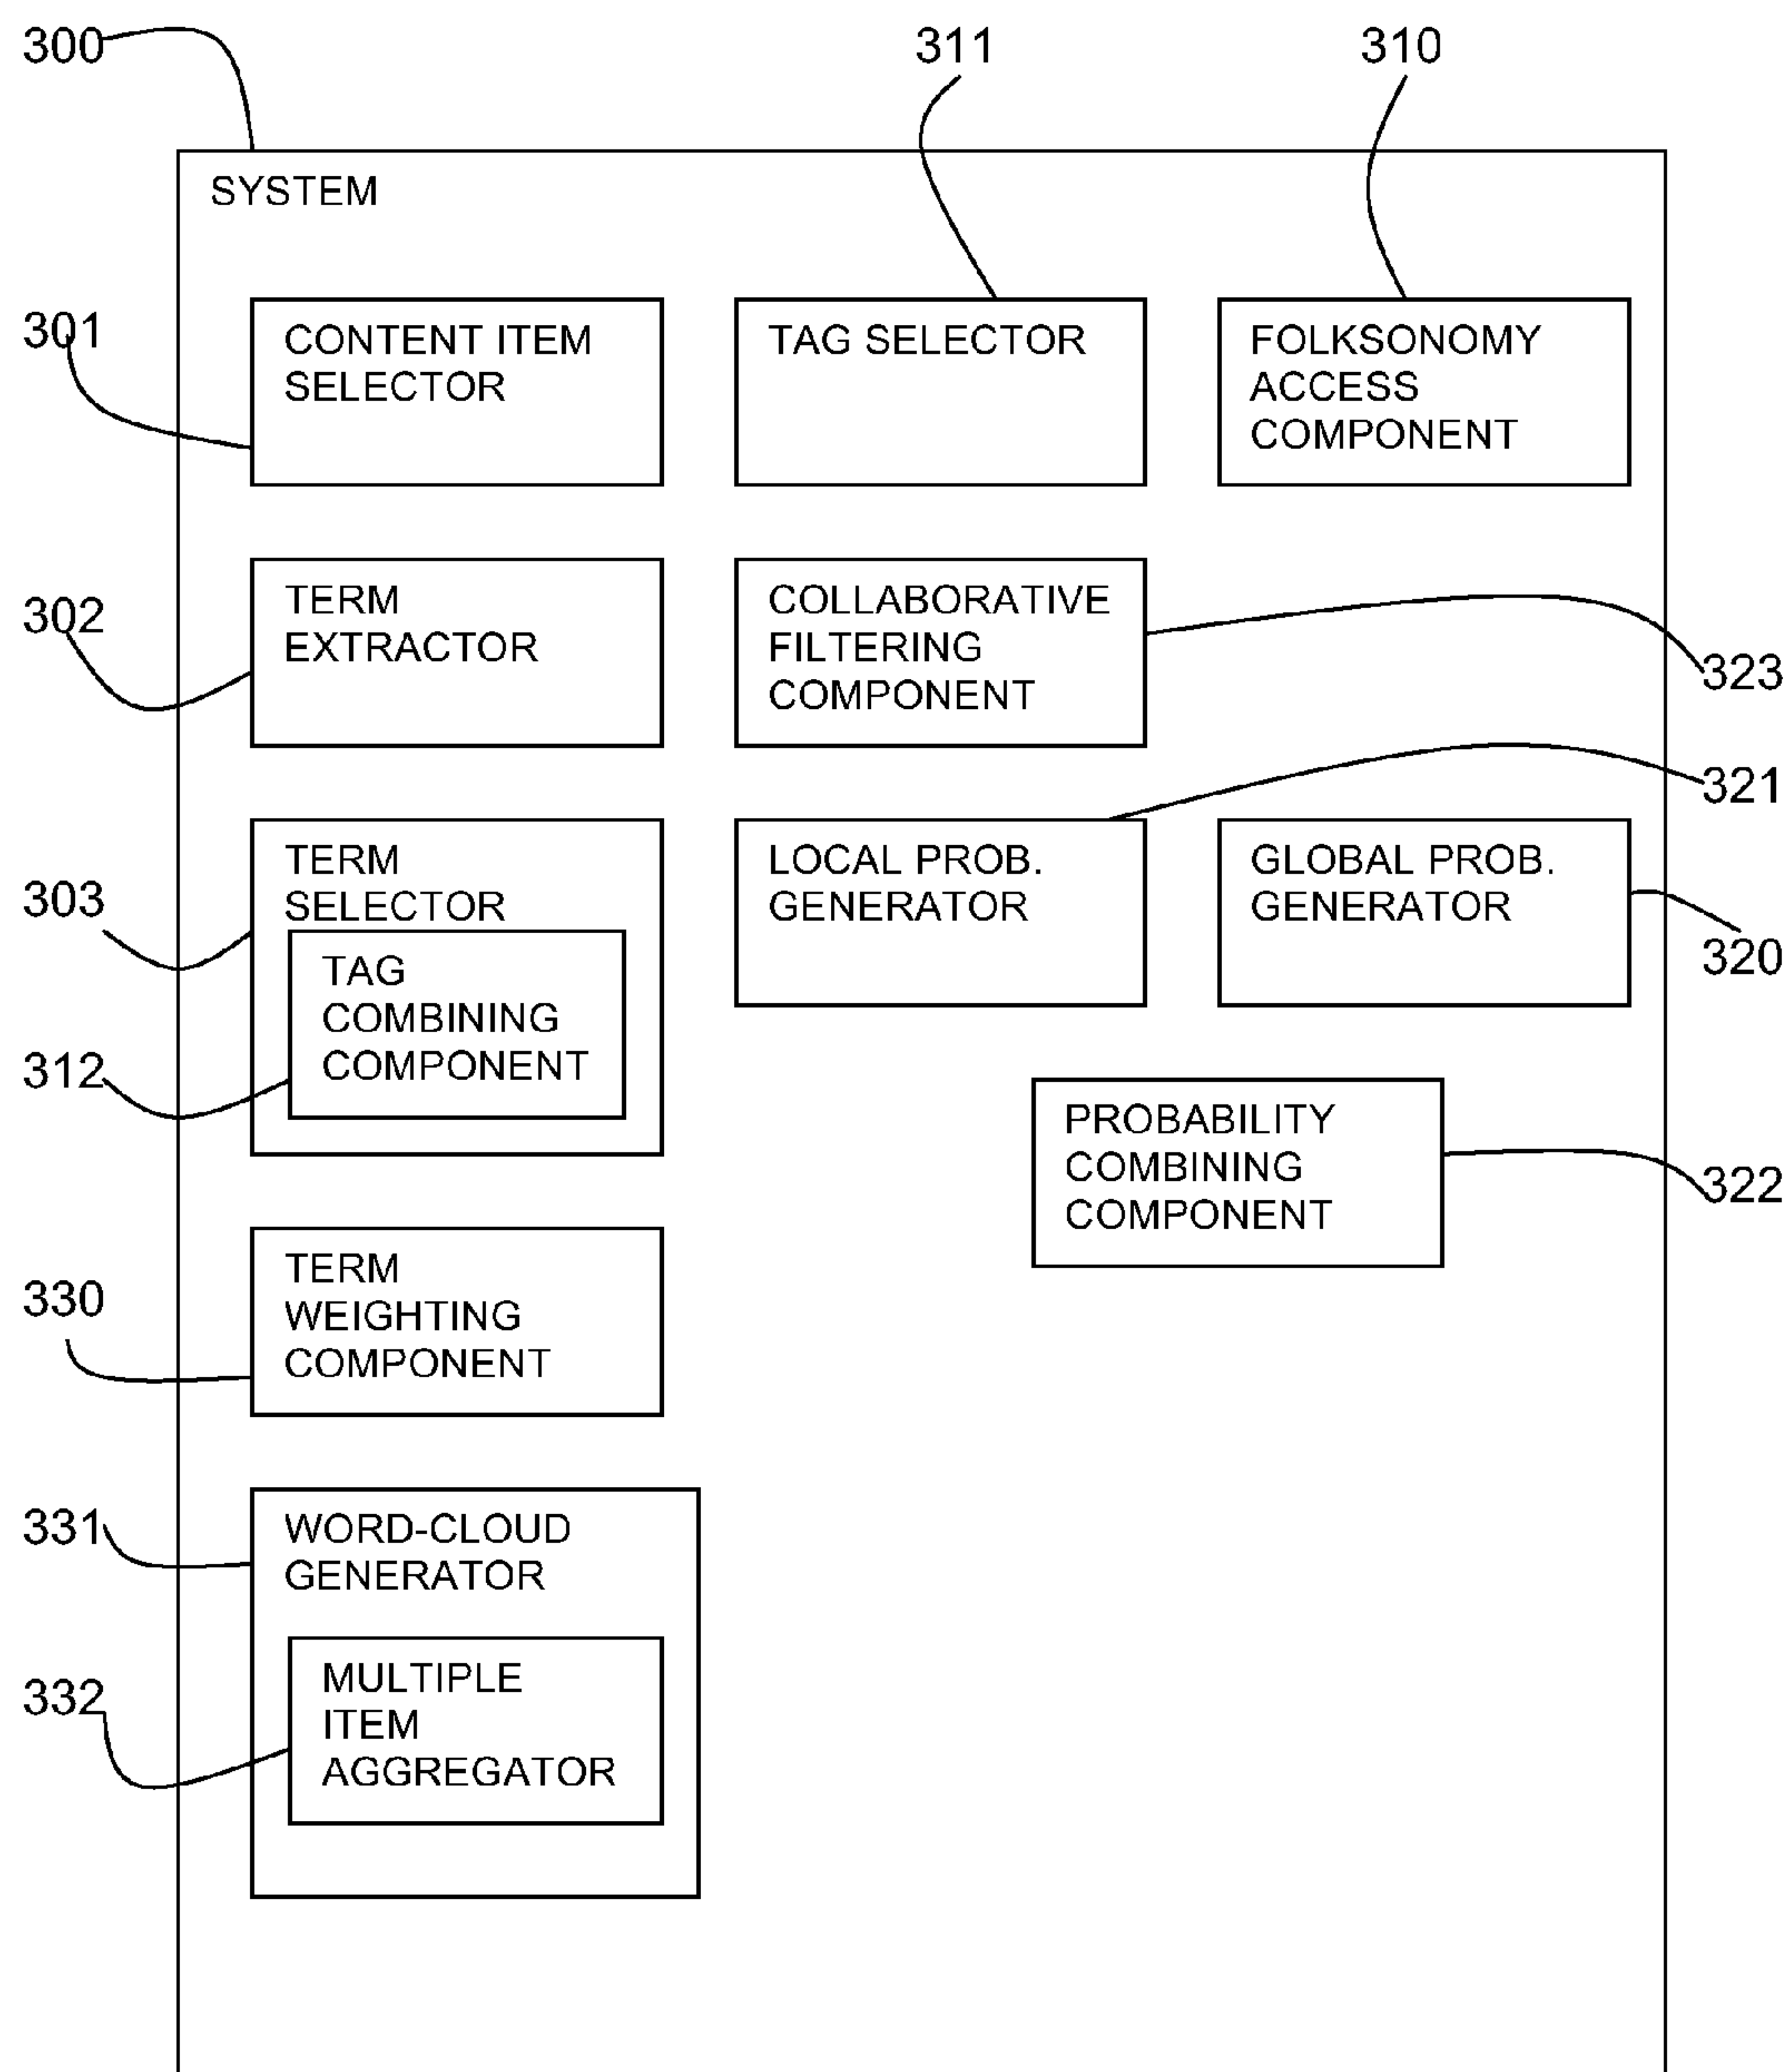 300
311
310
SYSTEM
301
CONTENT ITEM
SELECTOR
TAG SELECTOR
FOLKSONOMY
ACCESS
COMPONENT
302
TERM
EXTRACTOR
COLLABORATIVE
FILTERING
COMPONENT
323
321
303
TERM
SELECTOR
LOCAL PROB.
GENERATOR
GLOBAL PROB.
GENERATOR
320
312
TAG
COMBINING
COMPONENT
PROBABILITY
COMBINING
COMPONENT
322
330
TERM
WEIGHTING
COMPONENT
331
WORD-CLOUD
GENERATOR
332
MULTIPLE
ITEM
AGGREGATOR